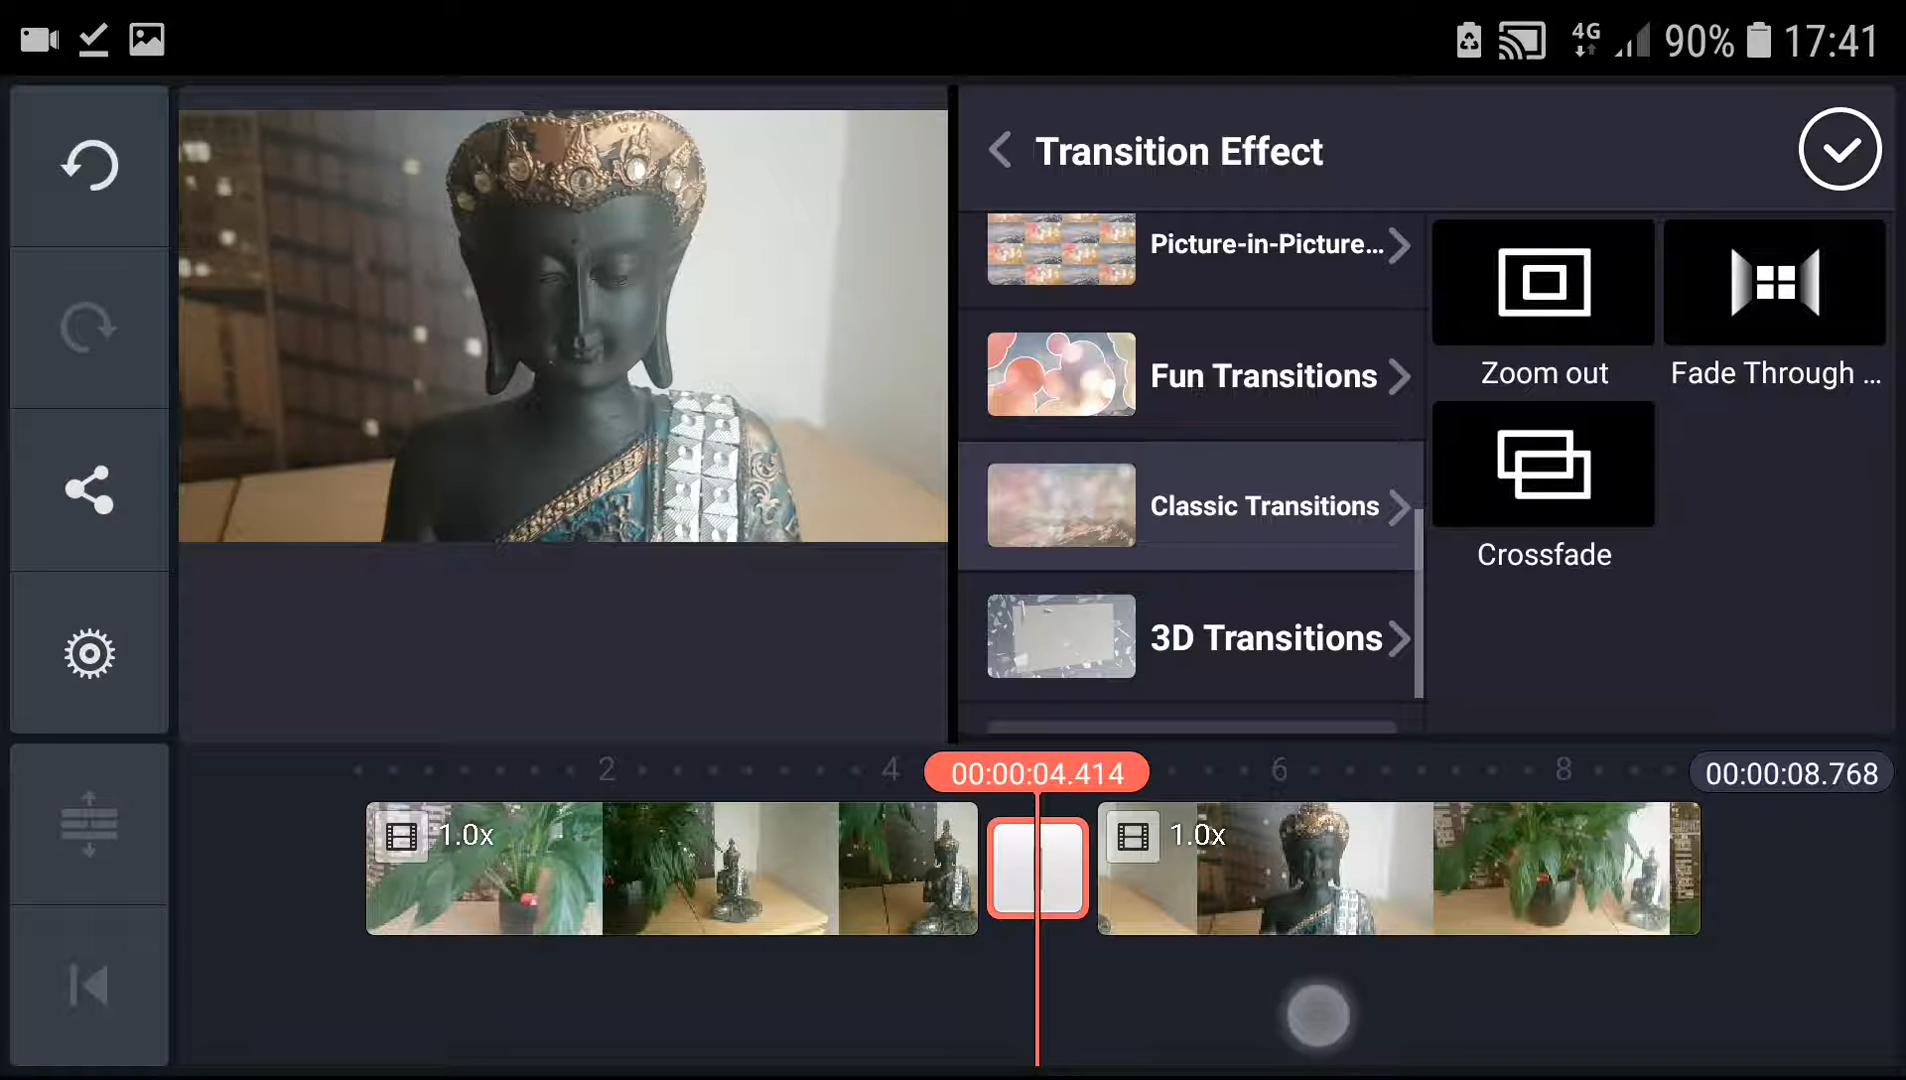 4G 90% 17:41
Transition Effect
Picture-in-Picture...
Fun Transitions
Classic Transitions
3D Transitions
Zoom out
Fade Through ...
Crossfade
2 4 00:00:04.414 6 8 00:00:08.768
1.0x 1.0x